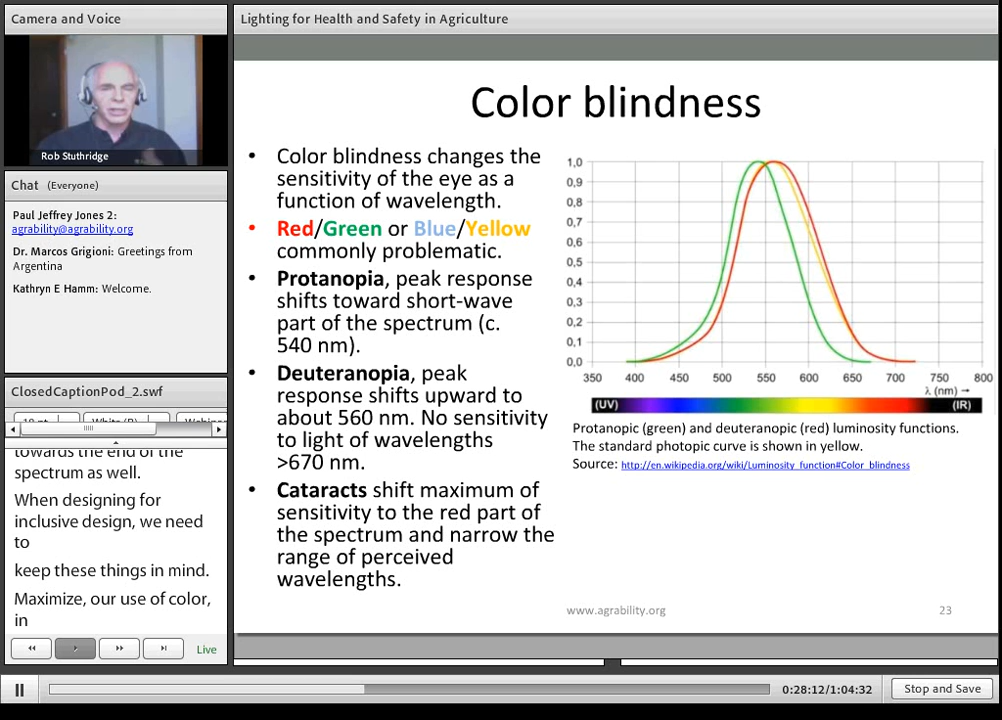 Camera and Voice
Rob Stuthridge
Chat (Everyone)
Paul Jeffrey Jones 2:
agrability@agrability.org
Dr. Marcos Grigioni: Greetings from
Argentina
Kathryn E Hamm: Welcome.
ClosedCaptionPod_2.swf
towards the end of the
spectrum as well.
When designing for
inclusive design, we need
to
keep these things in mind.
Maximize, our use of color,
in
Live
Lighting for Health and Safety in Agriculture
Color blindness
• Color blindness changes the
sensitivity of the eye as a
function of wavelength.
• Red/Green or Blue/Yellow
commonly problematic.
• Protanopia, peak response
shifts toward short-wave
part of the spectrum (c.
540 nm).
• Deuteranopia, peak
response shifts upward to
about 560 nm. No sensitivity
to light of wavelengths
>670 nm.
• Cataracts shift maximum of
sensitivity to the red part of
the spectrum and narrow the
range of perceived
wavelengths.
1,0
0,9
0,8
0,7
0,6
0,5
0,4
0,3
0,2
0,1
0,0
350 400 450 500 550 600 650 700 750 800
λ (nm) →
(UV) (IR)
Protanopic (green) and deuteranopic (red) luminosity functions.
The standard photopic curve is shown in yellow.
Source: http://en.wikipedia.org/wiki/Luminosity_function#Color_blindness
www.agrability.org 23
0:28:12/1:04:32 Stop and Save